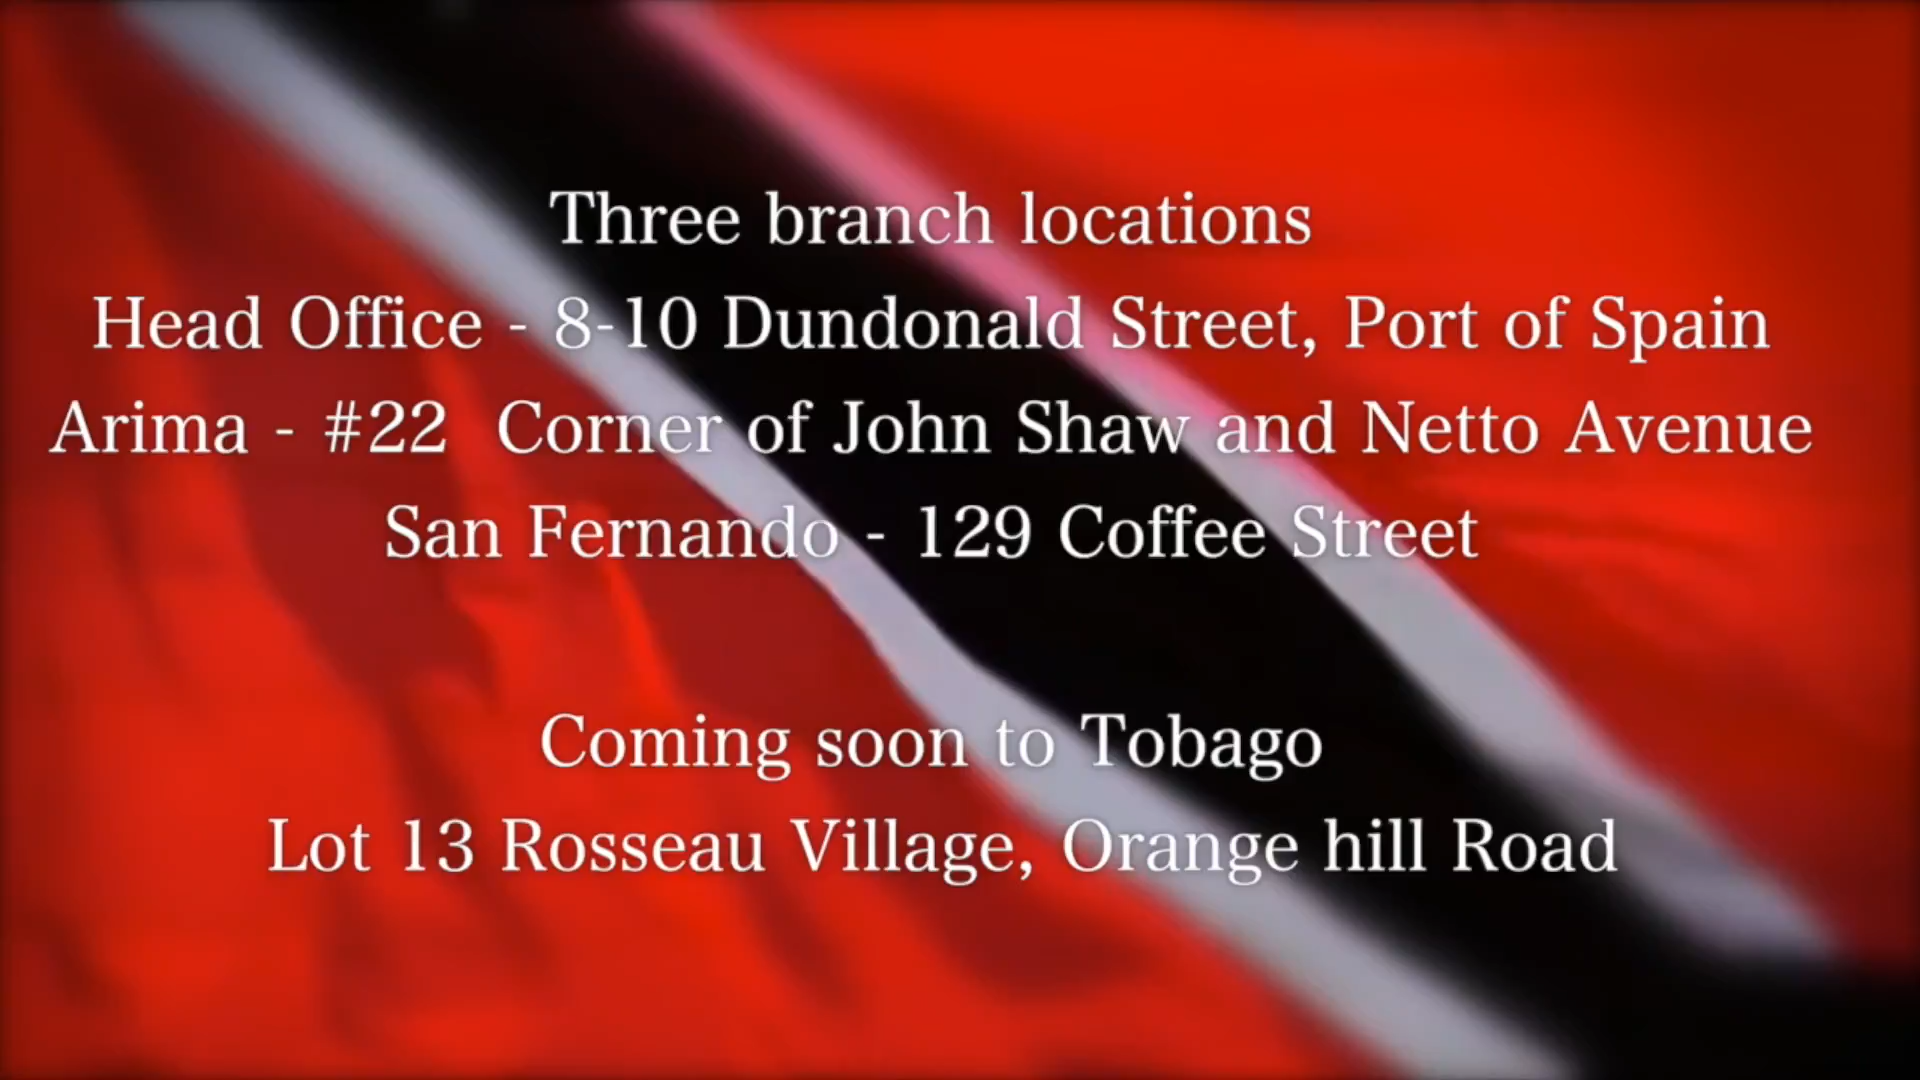 Three branch locations
Head Office - 8-10 Dundonald Street, Port of Spain
Arima - #22  Corner of John Shaw and Netto Avenue
San Fernando - 129 Coffee Street
Coming soon to Tobago
Lot 13 Rosseau Village, Orange hill Road